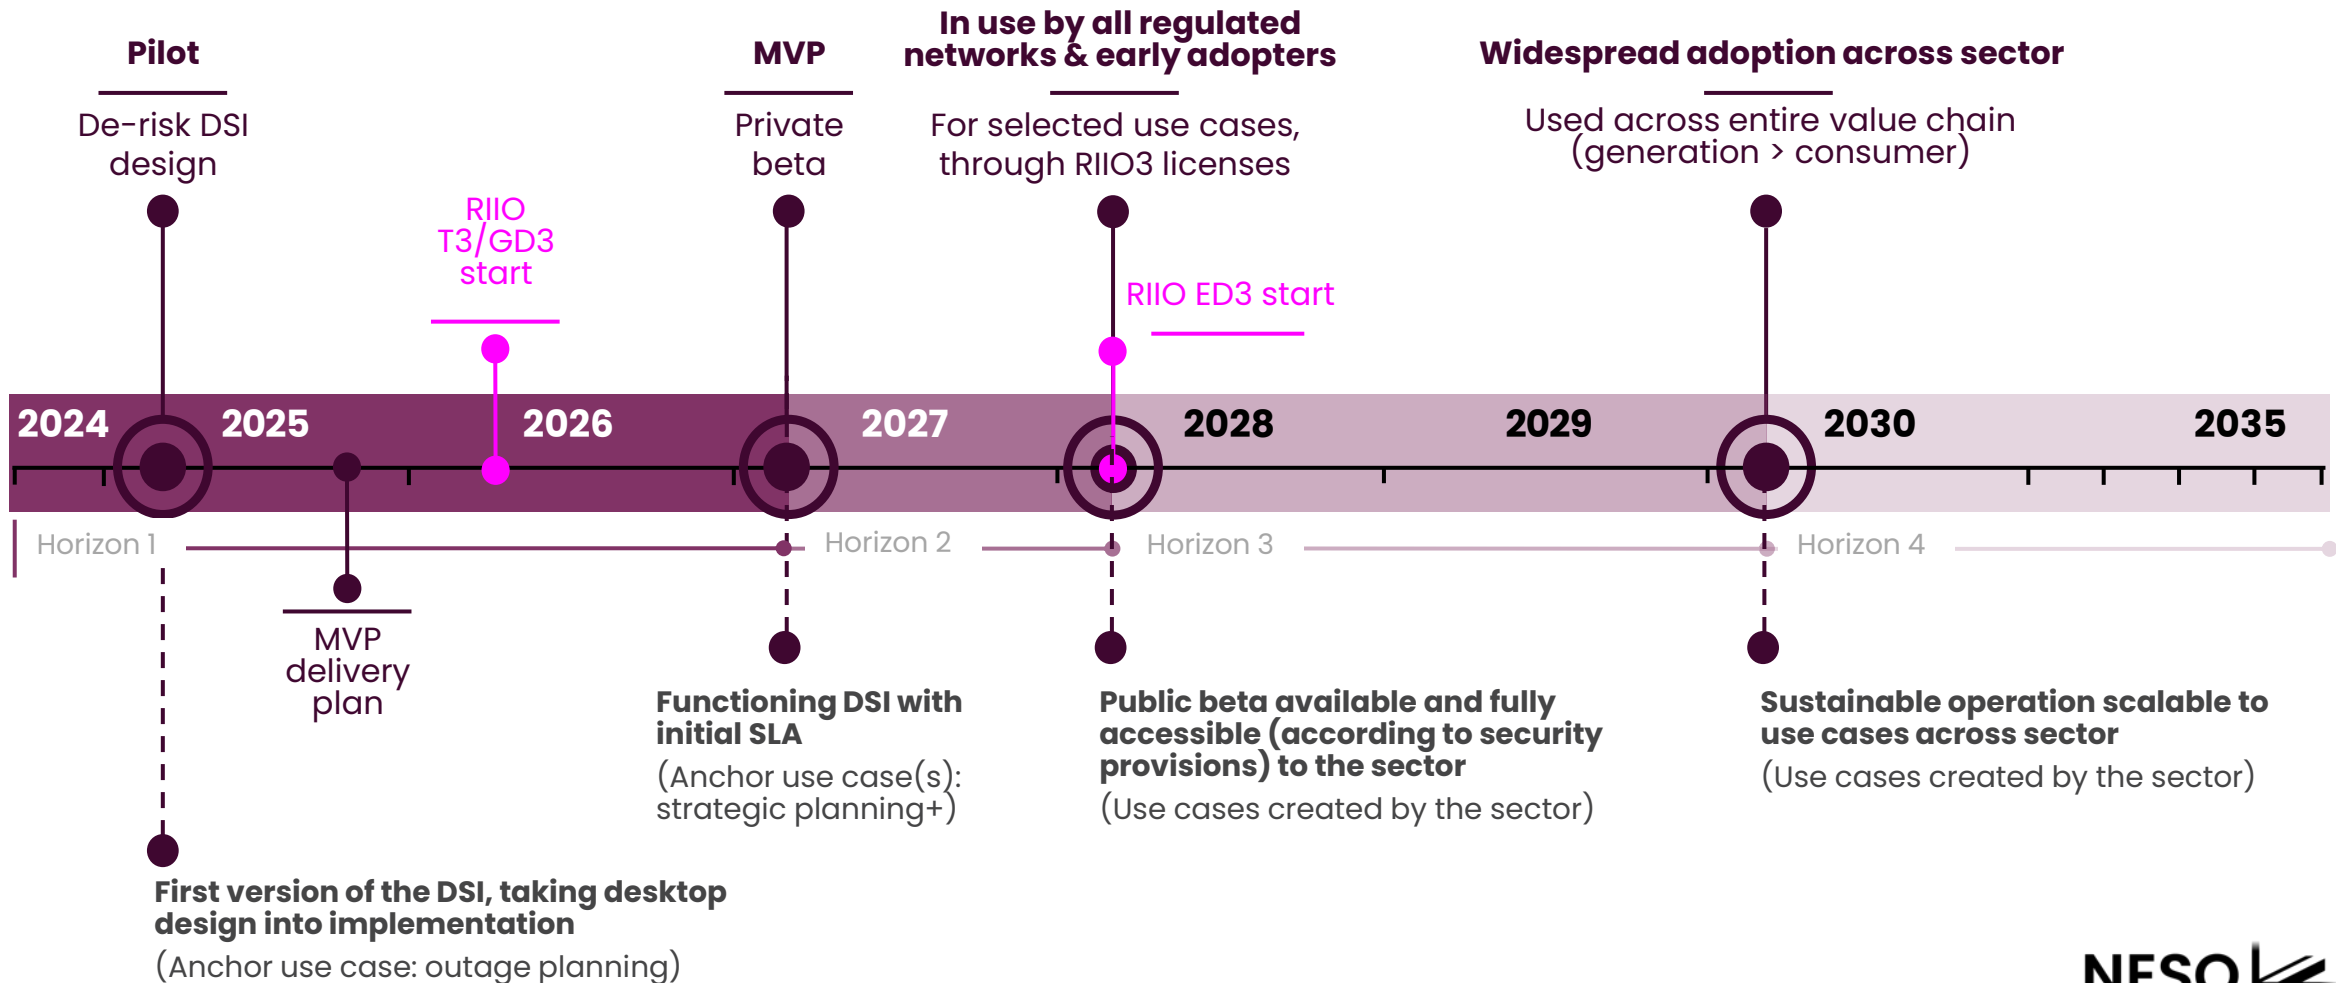 Pilot
De-risk DSI
design
RIIO
T3/GD3
start
MVP
Private
beta
In use by all regulated
networks & early adopters
For selected use cases,
through RIIO3 licenses
RIIO ED3 start
Widespread adoption across sector
Used across entire value chain
(generation > consumer)
2024 2025 2026 2027 2028 2029 2030 2035
Horizon 1 Horizon 2 Horizon 3 Horizon 4
MVP
delivery
plan
First version of the DSI, taking desktop
design into implementation
(Anchor use case: outage planning)
Functioning DSI with
initial SLA
(Anchor use case(s):
strategic planning+)
Public beta available and fully
accessible (according to security
provisions) to the sector
(Use cases created by the sector)
Sustainable operation scalable to
use cases across sector
(Use cases created by the sector)
NESO